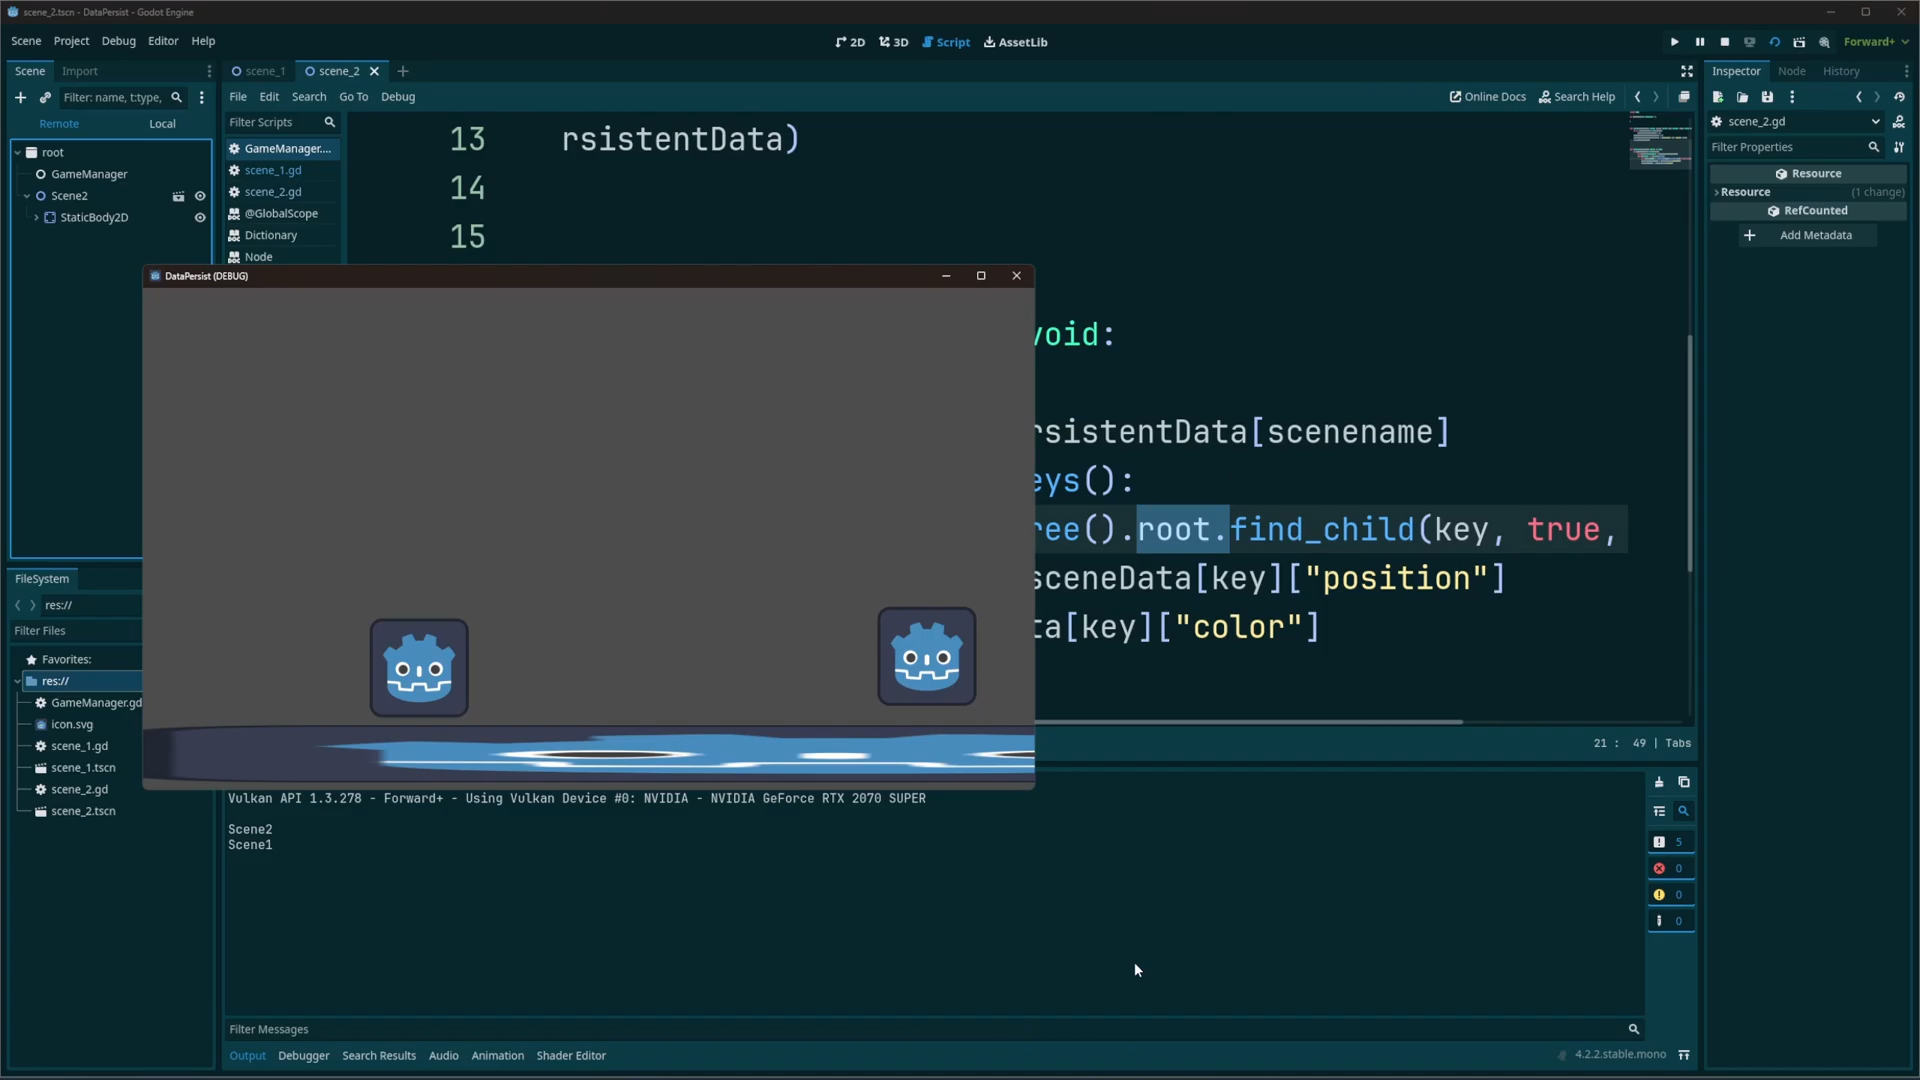 scene_2.tscn - DataPersist - Godot Engine
Scene Project Debug Editor Help
2D 3D Script AssetLib
Forward+
Scene Import
scene_1 scene_2
Inspector Node History
Filter: name, t:type,
File Edit Search Go To Debug
Online Docs Search Help
Remote Local
Filter Scripts
scene_2.gd
Filter Properties
root
GameManager
Scene2
StaticBody2D
GameManager....
scene_1.gd
scene_2.gd
@GlobalScope
Dictionary
Node
13 rsistentData)
14
15
Resource
Resource (1 change)
RefCounted
Add Metadata
DataPersist (DEBUG)
void:
rsistentData[scenename]
eys():
ree().root.find_child(key, true,
sceneData[key]["position"]
ta[key]["color"]
21 : 49 | Tabs
FileSystem
res://
Filter Files
Favorites:
res://
GameManager.gd
icon.svg
scene_1.gd
scene_1.tscn
scene_2.gd
scene_2.tscn
Vulkan API 1.3.278 - Forward+ - Using Vulkan Device #0: NVIDIA - NVIDIA GeForce RTX 2070 SUPER
Scene2
Scene1
5
0
0
0
Filter Messages
Output Debugger Search Results Audio Animation Shader Editor
4.2.2.stable.mono